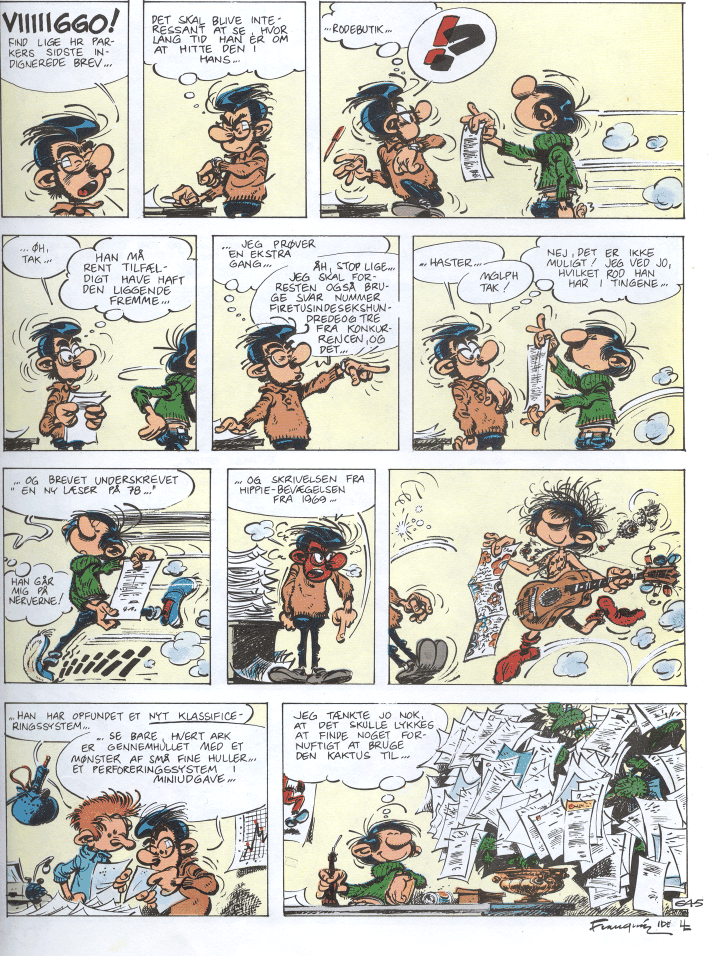 VIIIIIGGO!
FIND LIGE HR PAR-
KERS SIDSTE IN-
DIGNEREDE BREV...
DET SKAL BLIVE INTE-
RESSANT AT SE, HVOR
LANG TID HAN ER OM
AT HITTE DEN I
HANS...
...RODEBUTIK...
!?
...ØH,
TAK...
HAN MÅ
RENT TILFÆL-
DIGT HAVE HAFT
DEN LIGGENDE
FREMME...
... JEG PRØVER
EN EKSTRA
GANG...
ÅH, STOP LIGE...
JEG SKAL FOR-
RESTEN OGSÅ BRU-
GE SVAR NUMMER
FIRETUSINDESEKSHUN-
DREDEOG TRE
FRA KONKUR-
RENCEN, OG
DET...
...HASTER...
MGLPH
TAK!
NEJ, DET ER IKKE
MULIGT! JEG VED JO,
HVILKET ROD HAN
HAR I TINGENE...
... OG BREVET UNDERSKREVET
"EN NY LÆSER PÅ 78..."
HAN GÅR
MIG PÅ
NERVERNE!
...OG SKRIVELSEN FRA
HIPPIE-BEVÆGELSEN
FRA 1969...
...HAN HAR OPFUNDET ET NYT KLASSIFICE-
RINGSSYSTEM...
... SE BARE, HVERT ARK
ER GENNEMHULLET MED ET
MØNSTER AF SMÅ FINE HULLER...
ET PERFORERINGSSYSTEM I
MINIUDGAVE...
JEG TÆNKTE JO NOK,
AT DET SKULLE LYKKES
AT FINDE NOGET FOR-
NUFTIGT AT BRUGE
DEN KAKTUS TIL...
645
Franquin